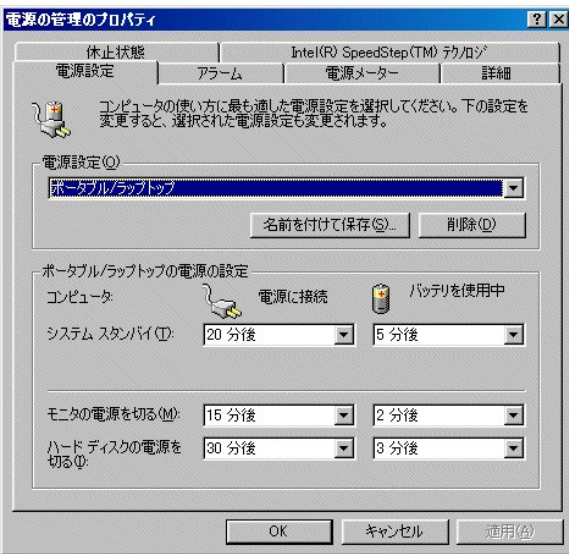 電源の管理のプロパティ
休止状態
Intel(R) SpeedStep(TM) テクノロジ
電源設定
アラーム
電源メーター
詳細
コンピュータの使い方に最も適した電源設定を選択してください。下の設定を
変更すると、選択された電源設定も変更されます。
電源設定(O)
ポータブル/ラップトップ
名前を付けて保存(S)...
削除(D)
ポータブル/ラップトップの電源の設定
コンピュータ:
電源に接続
バッテリを使用中
システム スタンバイ(T):
20 分後
5 分後
モニタの電源を切る(M):
15 分後
2 分後
ハード ディスクの電源を
切る(I):
30 分後
3 分後
OK
キャンセル
適用(A)